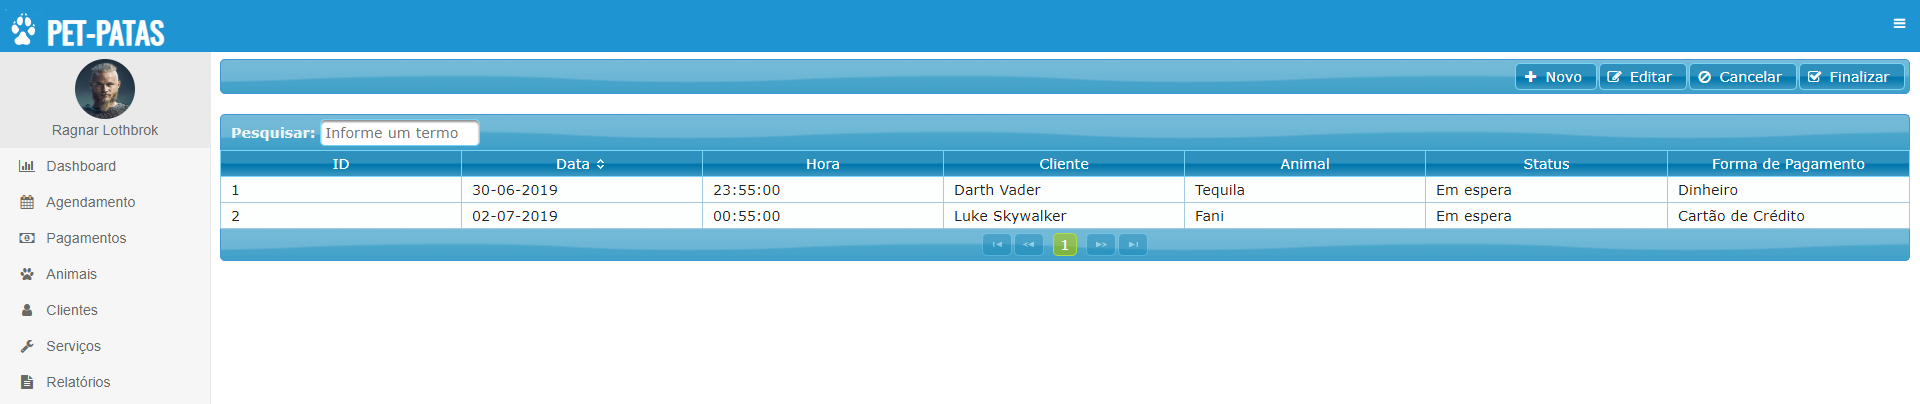 PET-PATAS
Ragnar Lothbrok
Dashboard
Agendamento
Pagamentos
Animais
Clientes
Serviços
Relatórios
Novo Editar Cancelar Finalizar
Pesquisar: Informe um termo
ID Data Hora Cliente Animal Status Forma de Pagamento
1 30-06-2019 23:55:00 Darth Vader Tequila Em espera Dinheiro
2 02-07-2019 00:55:00 Luke Skywalker Fani Em espera Cartão de Crédito
1